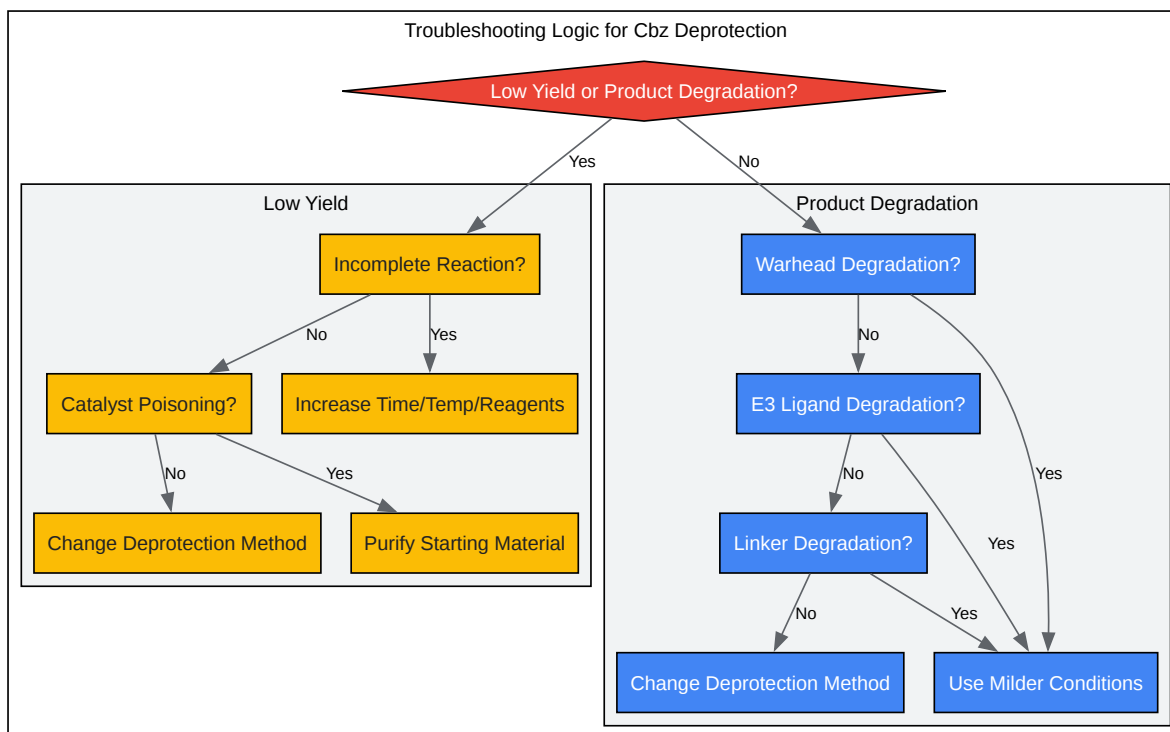 Troubleshooting Logic for Cbz Deprotection
Low Yield or Product Degradation?
Yes
No
Low Yield
Product Degradation
Incomplete Reaction?
Warhead Degradation?
No
Yes
No
Catalyst Poisoning?
Increase Time/Temp/Reagents
E3 Ligand Degradation?
No
Yes
No
Yes
Change Deprotection Method
Purify Starting Material
Linker Degradation?
Yes
No
Yes
Change Deprotection Method
Use Milder Conditions